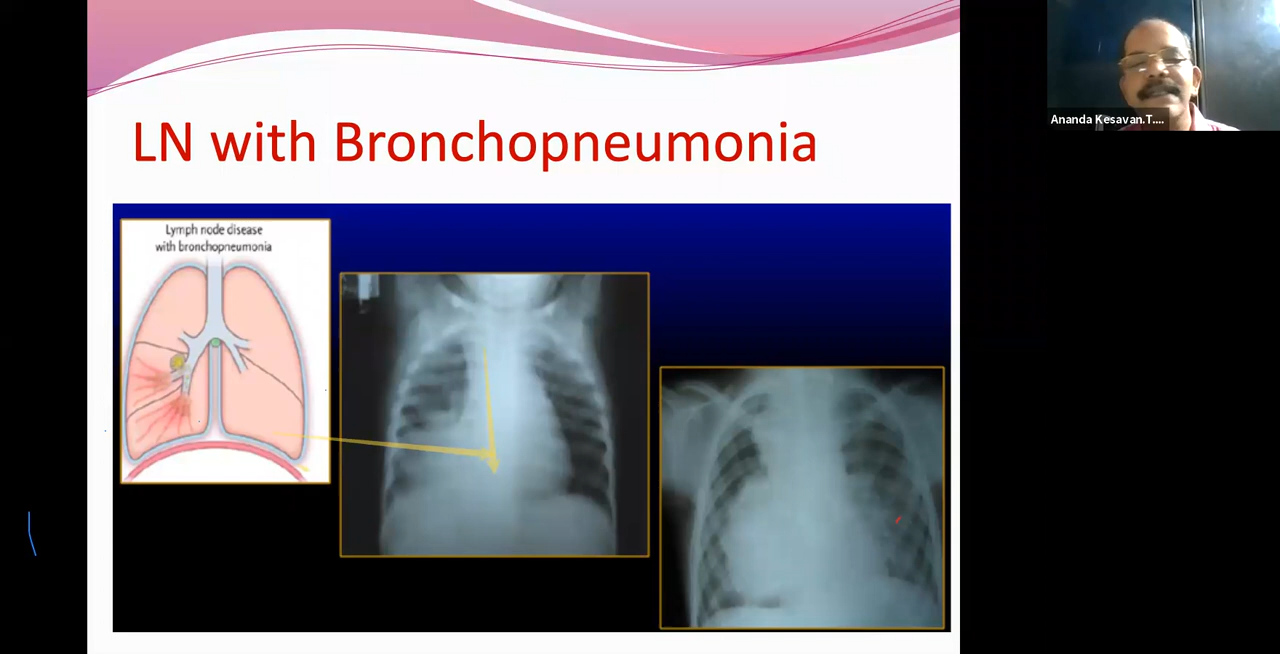 LN with Bronchopneumonia
Lymph node disease
with bronchopneumonia
Ananda Kesavan.T....